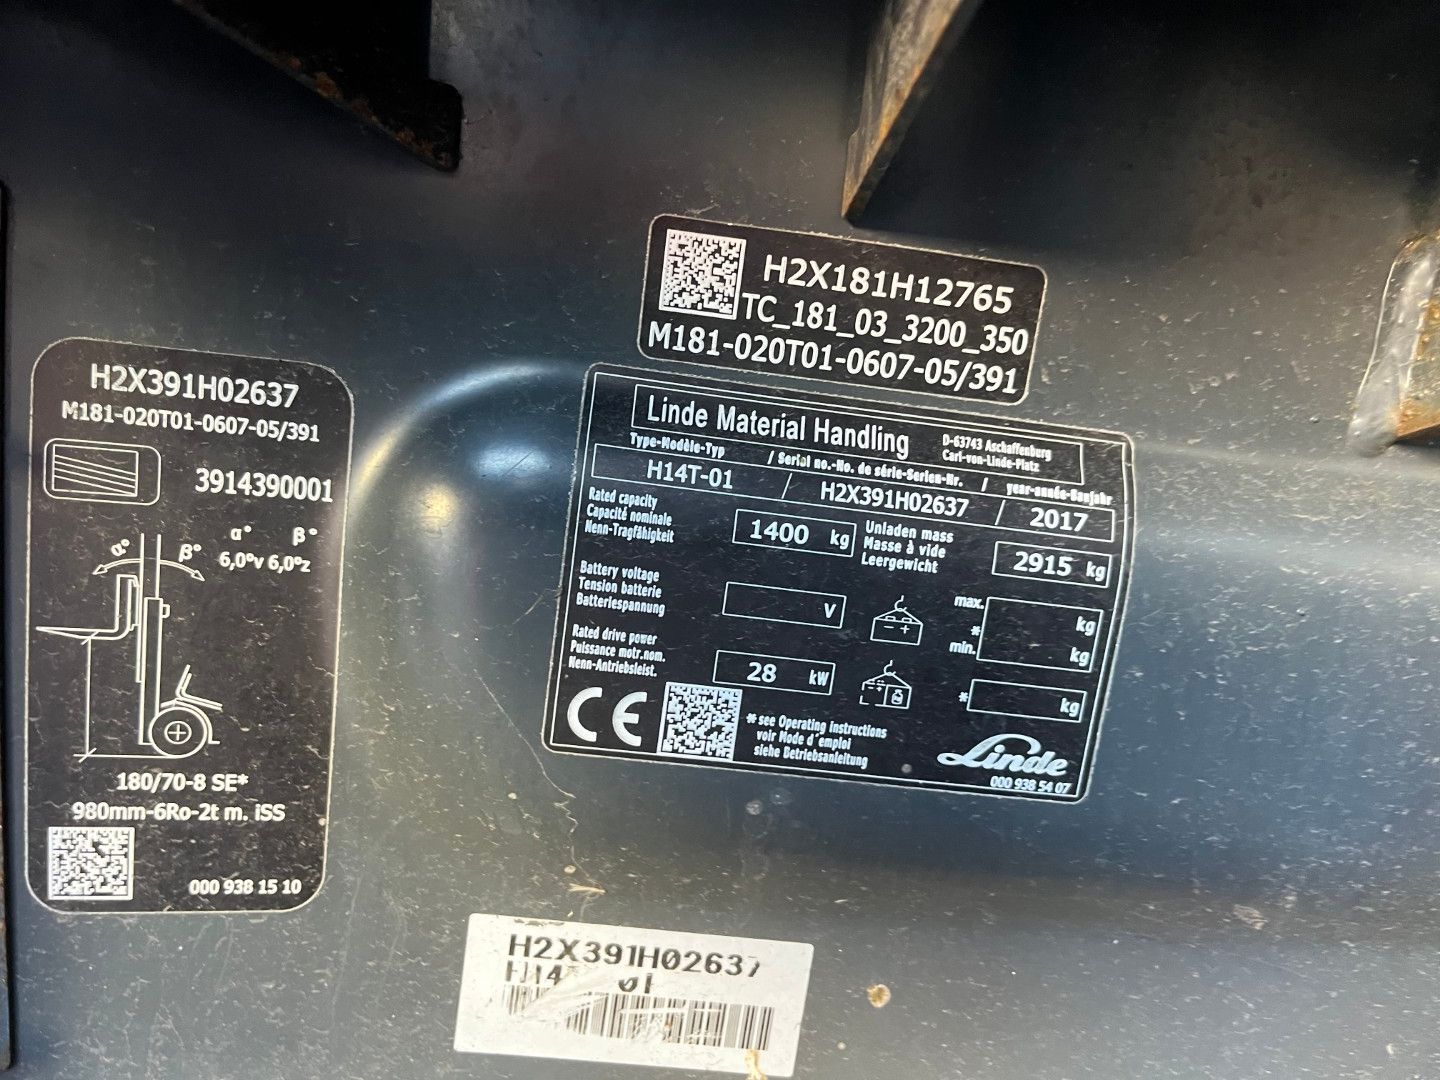 H2X181H12765
TC_181_03_3200_350
M181-020T01-0607-05/391
H2X391H02637
M181-020T01-0607-05/391
3914390001
α° β°
6,0°v 6,0°z
α° β°
180/70-8 SE*
980mm-6Ro-2t m. iSS
000 938 15 10
Linde Material Handling
D-63743 Aschaffenburg
Carl-von-Linde-Platz
Type-Modèle-Typ / Serial no.-No. de série-Serien-Nr. / year-année-Baujahr
H14T-01 / H2X391H02637 / 2017
Rated capacity
Capacité nominale
Nenn-Tragfähigkeit
1400 kg
Unladen mass
Masse à vide
Leergewicht
2915 kg
Battery voltage
Tension batterie
Batteriespannung
V
max. kg
*
min. kg
Rated drive power
Puissance motr.nom.
Nenn-Antriebsleist.
28 kW
* kg
CE
* see Operating instructions
voir Mode d'emploi
siehe Betriebsanleitung
Linde
000 938 54 07
H2X391H02637
01